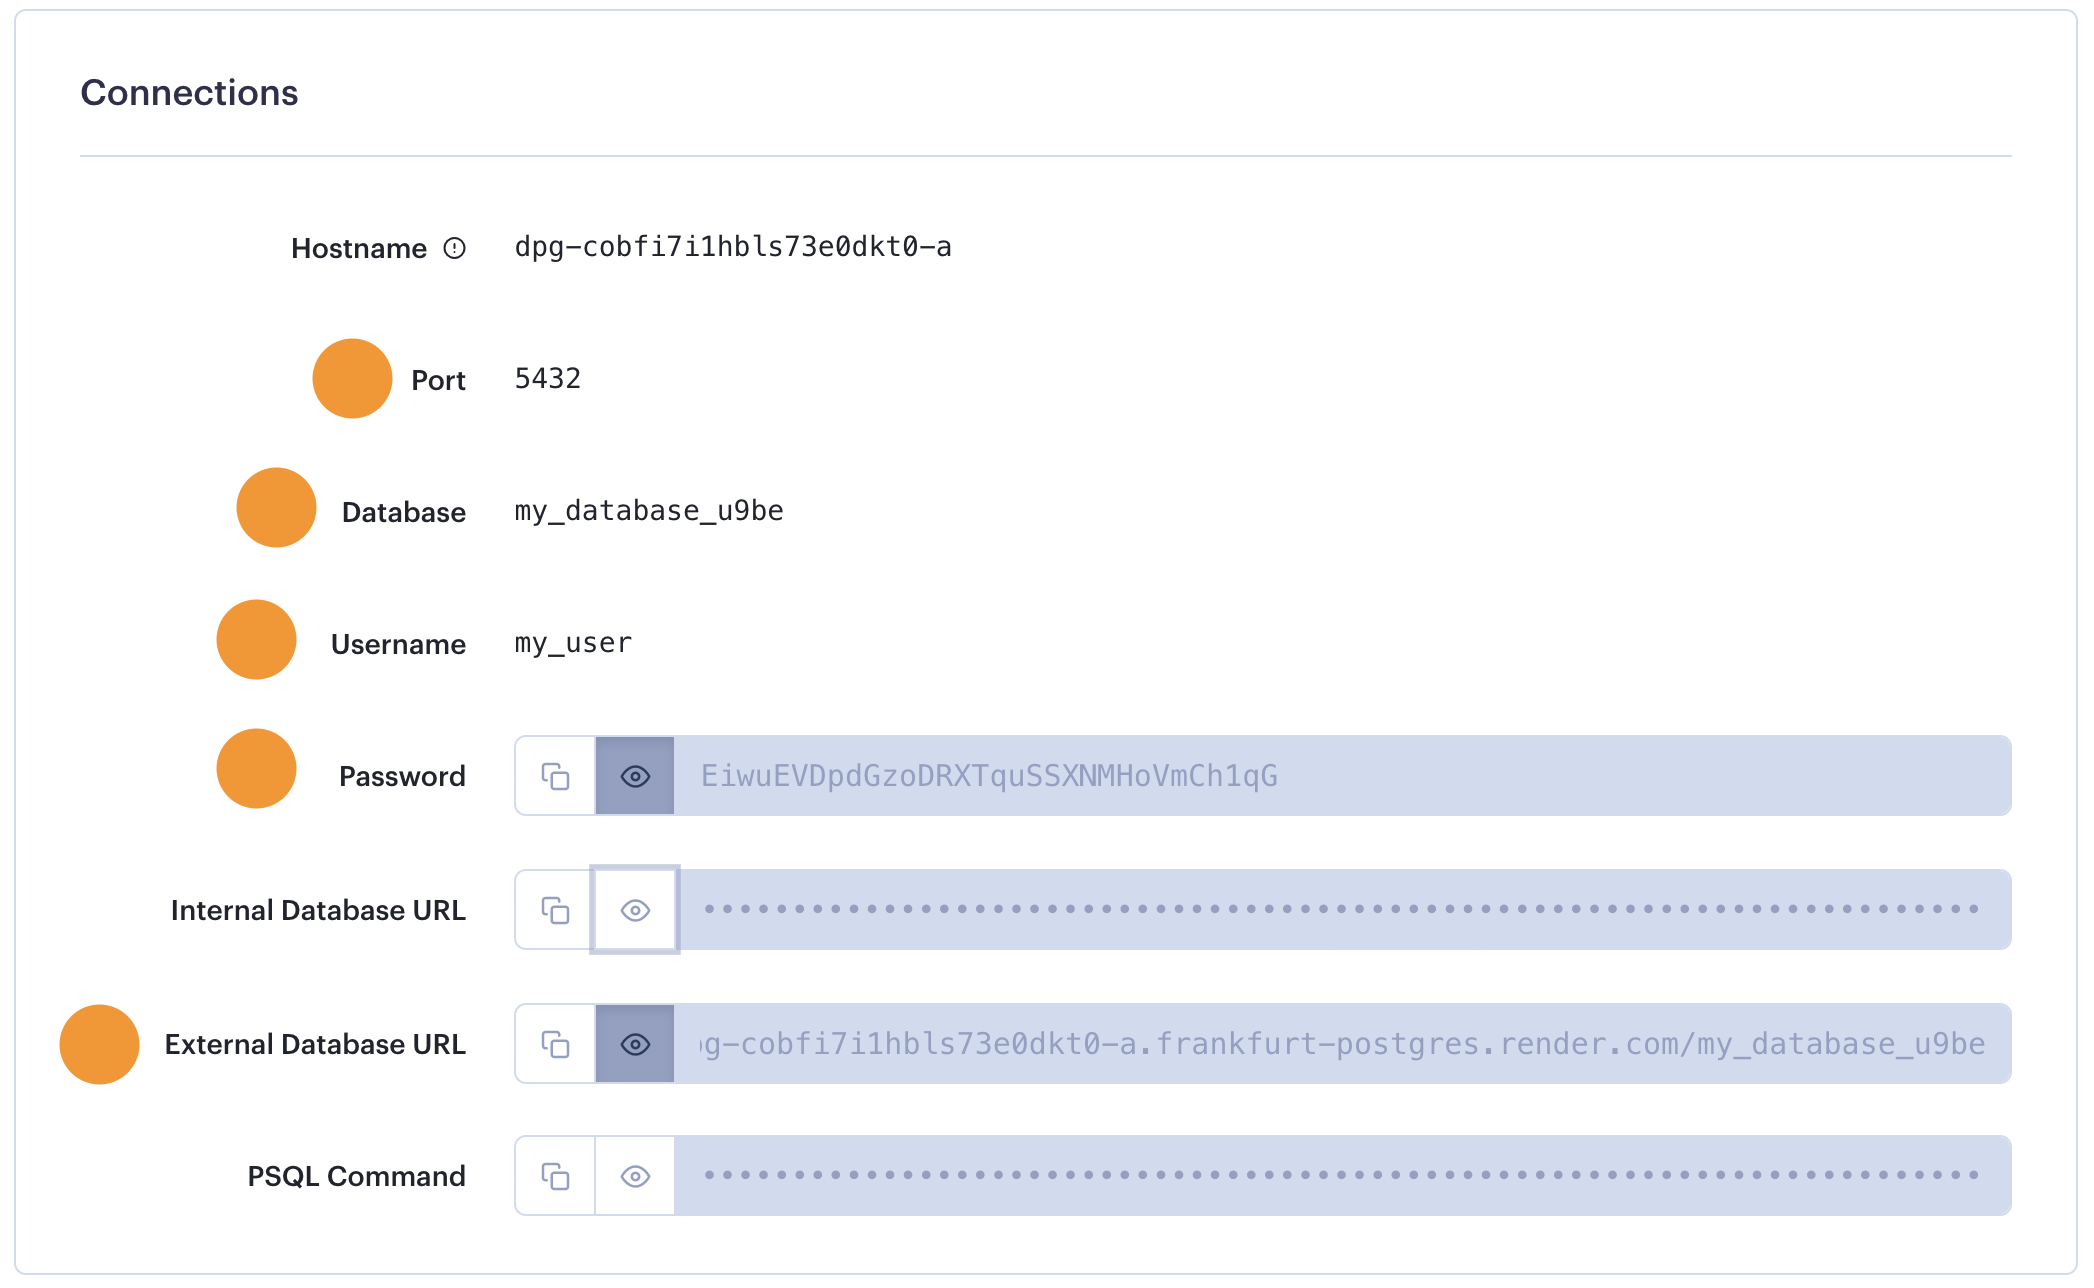 Connections
Hostname dpg-cobfi7i1hbls73e0dkt0-a
Port 5432
Database my_database_u9be
Username my_user
Password EiwuEVDpdGzoDRXTquSSXNMHoVmCh1qG
Internal Database URL •••••••••••••••••••••••••••••••••••••••••••••••••••••••••••••••••••••••
External Database URL g-cobfi7i1hbls73e0dkt0-a.frankfurt-postgres.render.com/my_database_u9be
PSQL Command •••••••••••••••••••••••••••••••••••••••••••••••••••••••••••••••••••••••